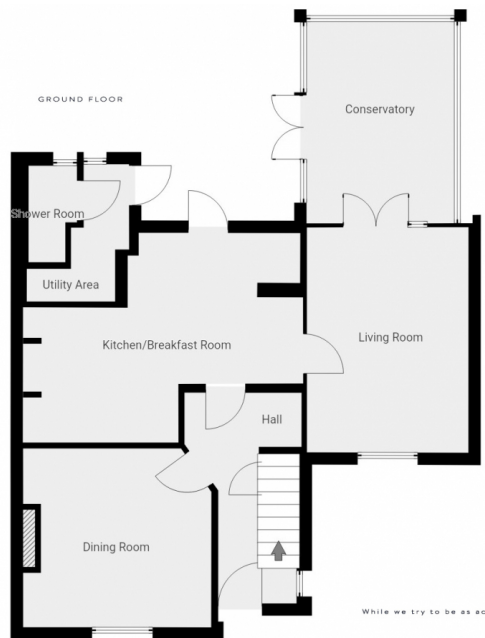 GROUND FLOOR
Conservatory
Shower Room
Utility Area
Kitchen/Breakfast Room
Living Room
Hall
Dining Room
While we try to be as